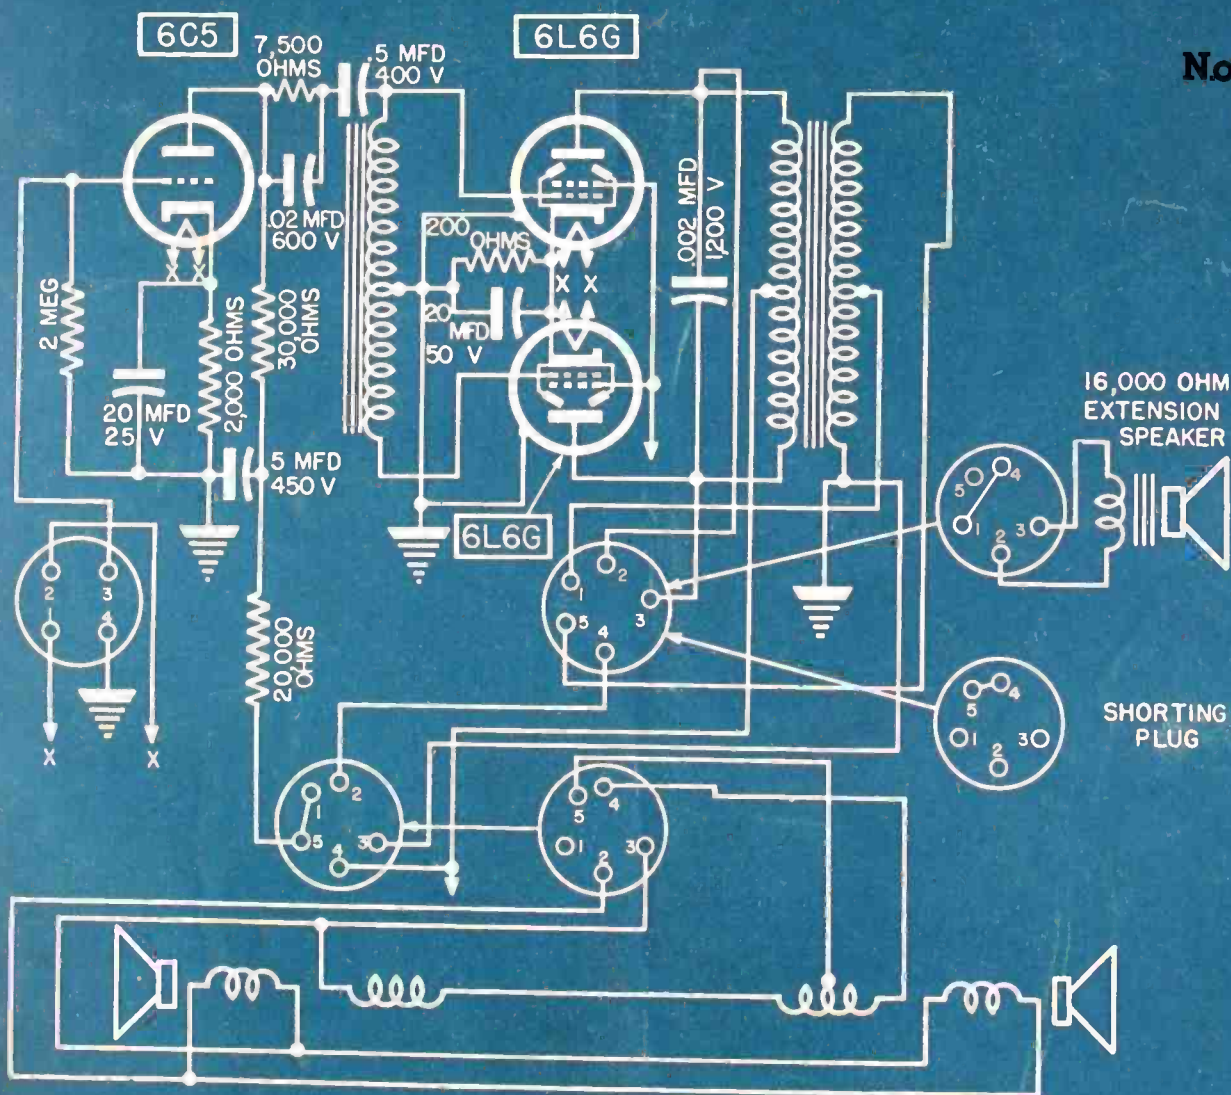 6C5
6L6G
No
7,500
OHMS
.5 MFD
400 V
.02 MFD
600 V
200
OHMS
.002 MFD
1,200 V
X X
X X
2 MEG
2,000 OHMS
30,000
OHMS
20
MFD
50 V
20 MFD
25 V
5 MFD
450 V
6L6G
16,000 OHM
EXTENSION
SPEAKER
5 4
1 3
2
2 3
1 4
1 2
5 4 3
20,000
OHMS
X X
5 4
1 3
2
SHORTING
PLUG
1 2
5 3
4
5 4
1 3
2